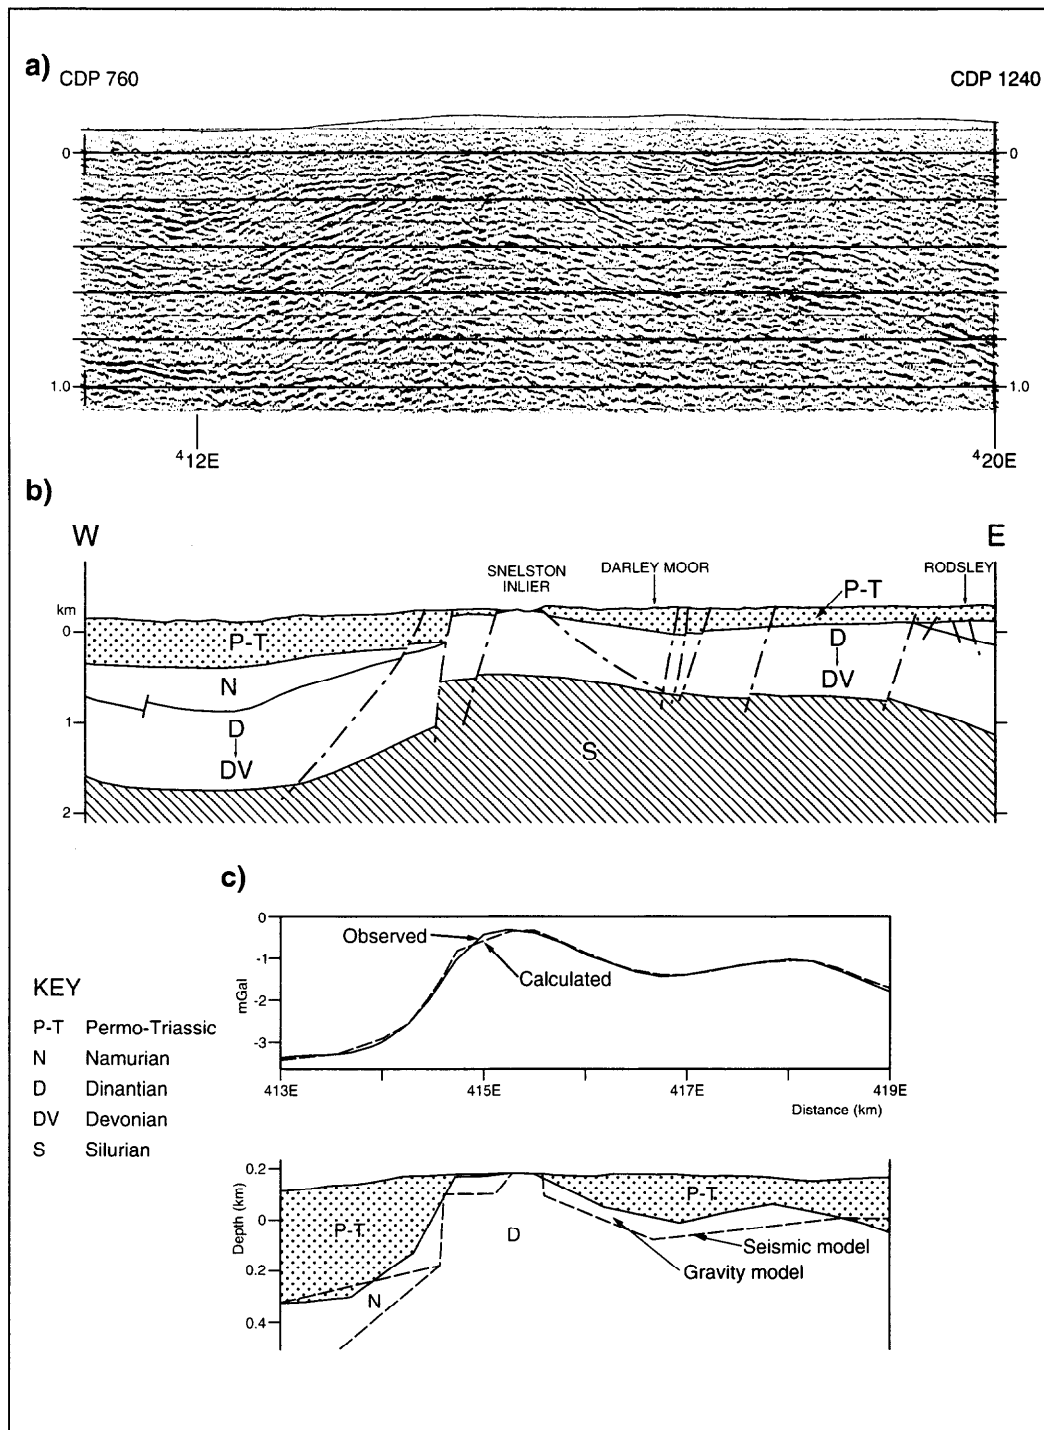 a)
CDP 760
CDP 1240
0
0
1.0
1.0
412E
420E
b)
W
E
SNELSTON
INLIER
DARLEY MOOR
RODSLEY
P-T
km
0
P-T
D
DV
N
1
D
DV
S
2
c)
0
Observed
-1
Calculated
mGal
-2
-3
413E
415E
417E
419E
Distance (km)
KEY
P-T Permo-Triassic
N Namurian
D Dinantian
DV Devonian
S Silurian
0.2
Depth (km)
P-T
0
P-T
D
Seismic model
Gravity model
0.2
N
0.4